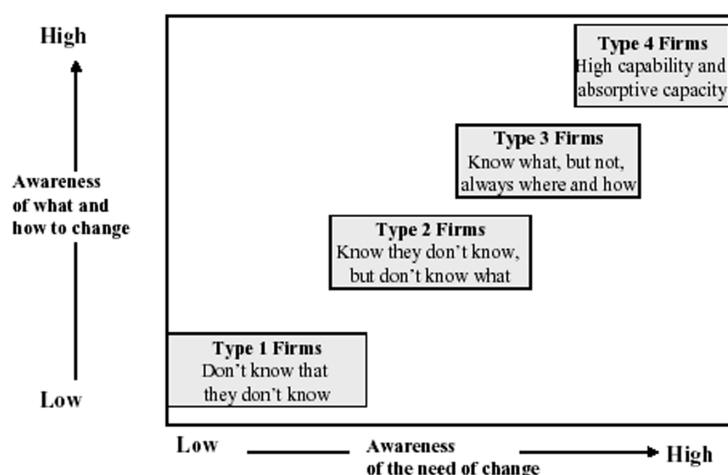 High
Awareness
of what and
how to change
Low
Type 4 Firms
High capability and
absorptive capacity
Type 3 Firms
Know what, but not,
always where and how
Type 2 Firms
Know they don't know,
but don't know what
Type 1 Firms
Don't know that
they don't know
Low
Awareness
of the need of change
High